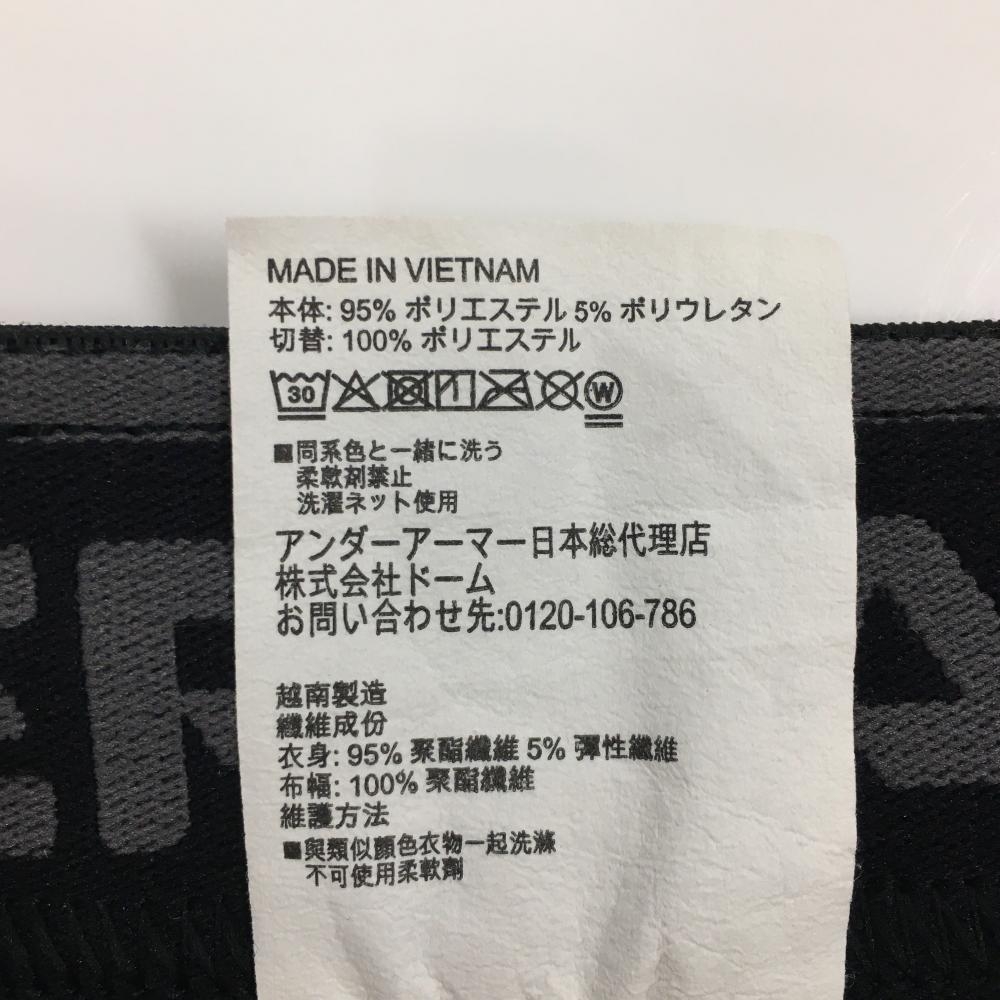 MADE IN VIETNAM
本体: 95% ポリエステル 5% ポリウレタン
切替: 100% ポリエステル
30 W
■同系色と一緒に洗う
柔軟剤禁止
洗濯ネット使用
アンダーアーマー日本総代理店
株式会社ドーム
お問い合わせ先:0120-106-786
越南製造
纖維成份
衣身: 95% 聚酯纖維 5% 彈性纖維
布幅: 100% 聚酯纖維
維護方法
■與類似顏色衣物一起洗滌
不可使用柔軟劑
ER
A